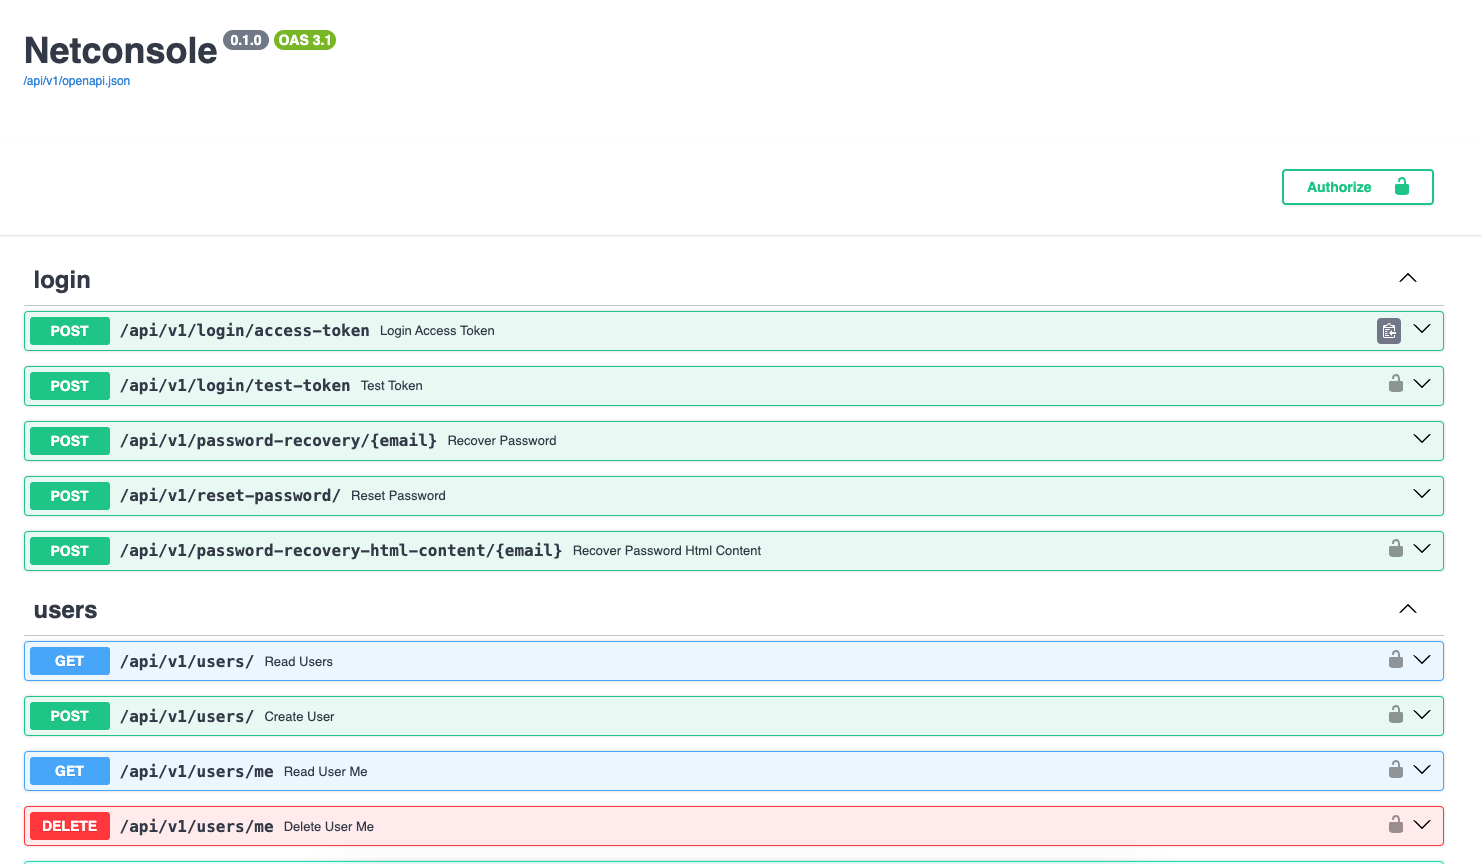 Netconsole 0.1.0 OAS 3.1
/api/v1/openapi.json
Authorize
login
POST /api/v1/login/access-token Login Access Token
POST /api/v1/login/test-token Test Token
POST /api/v1/password-recovery/{email} Recover Password
POST /api/v1/reset-password/ Reset Password
POST /api/v1/password-recovery-html-content/{email} Recover Password Html Content
users
GET /api/v1/users/ Read Users
POST /api/v1/users/ Create User
GET /api/v1/users/me Read User Me
DELETE /api/v1/users/me Delete User Me